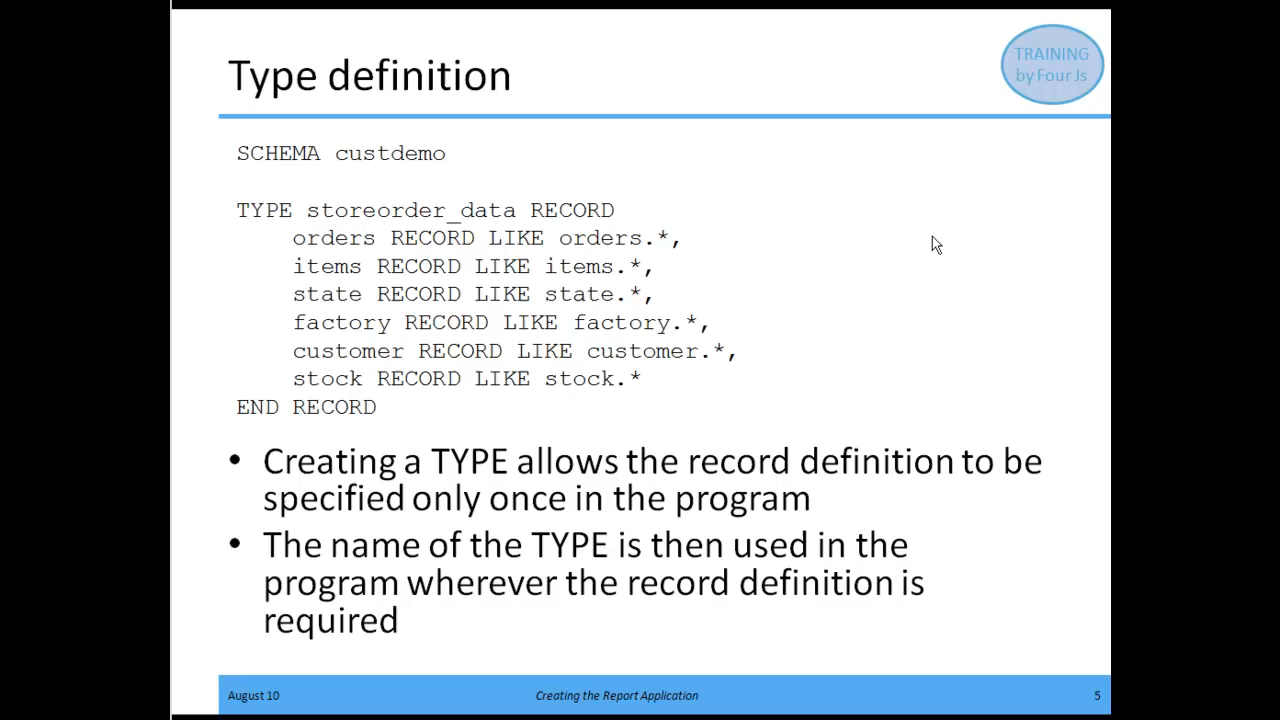 Type definition
TRAINING
by Four Js
SCHEMA custdemo
TYPE storeorder_data RECORD
orders RECORD LIKE orders.*,
items RECORD LIKE items.*,
state RECORD LIKE state.*,
factory RECORD LIKE factory.*,
customer RECORD LIKE customer.*,
stock RECORD LIKE stock.*
END RECORD
• Creating a TYPE allows the record definition to be
specified only once in the program
• The name of the TYPE is then used in the
program wherever the record definition is
required
August 10
Creating the Report Application
5